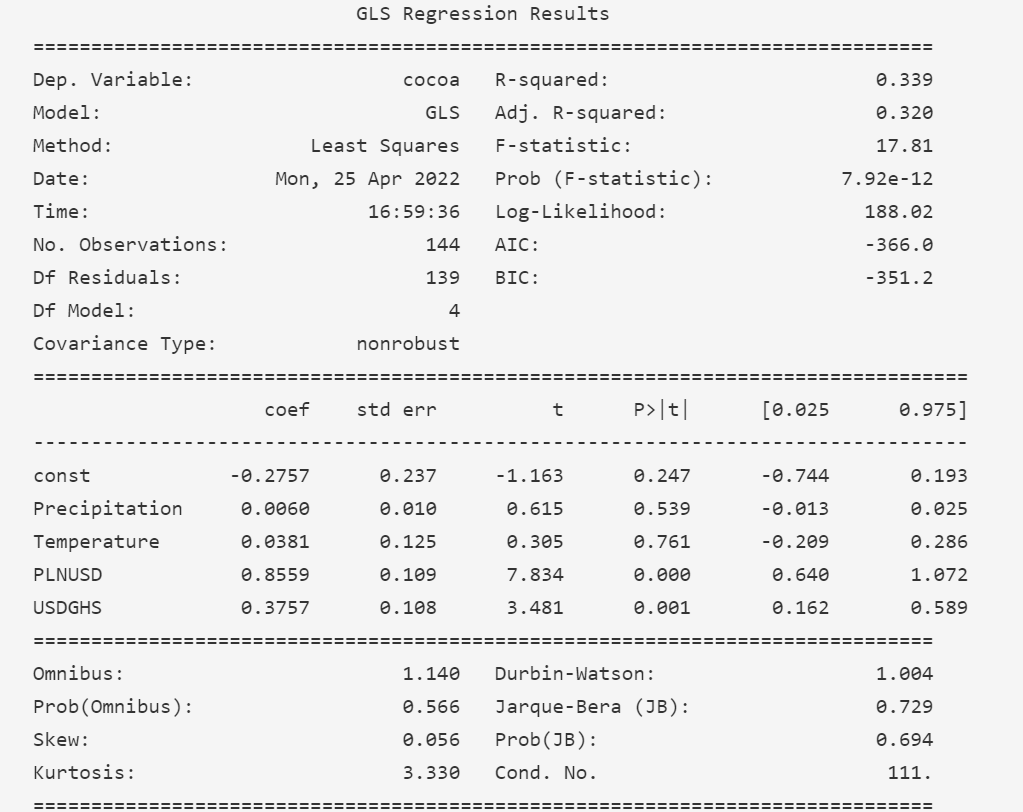 GLS Regression Results
==============================================================================
Dep. Variable: cocoa R-squared: 0.339
Model: GLS Adj. R-squared: 0.320
Method: Least Squares F-statistic: 17.81
Date: Mon, 25 Apr 2022 Prob (F-statistic): 7.92e-12
Time: 16:59:36 Log-Likelihood: 188.02
No. Observations: 144 AIC: -366.0
Df Residuals: 139 BIC: -351.2
Df Model: 4
Covariance Type: nonrobust
=================================================================================
coef std err t P>|t| [0.025 0.975]
---------------------------------------------------------------------------------
const -0.2757 0.237 -1.163 0.247 -0.744 0.193
Precipitation 0.0060 0.010 0.615 0.539 -0.013 0.025
Temperature 0.0381 0.125 0.305 0.761 -0.209 0.286
PLNUSD 0.8559 0.109 7.834 0.000 0.640 1.072
USDGHS 0.3757 0.108 3.481 0.001 0.162 0.589
==============================================================================
Omnibus: 1.140 Durbin-Watson: 1.004
Prob(Omnibus): 0.566 Jarque-Bera (JB): 0.729
Skew: 0.056 Prob(JB): 0.694
Kurtosis: 3.330 Cond. No. 111.
==============================================================================